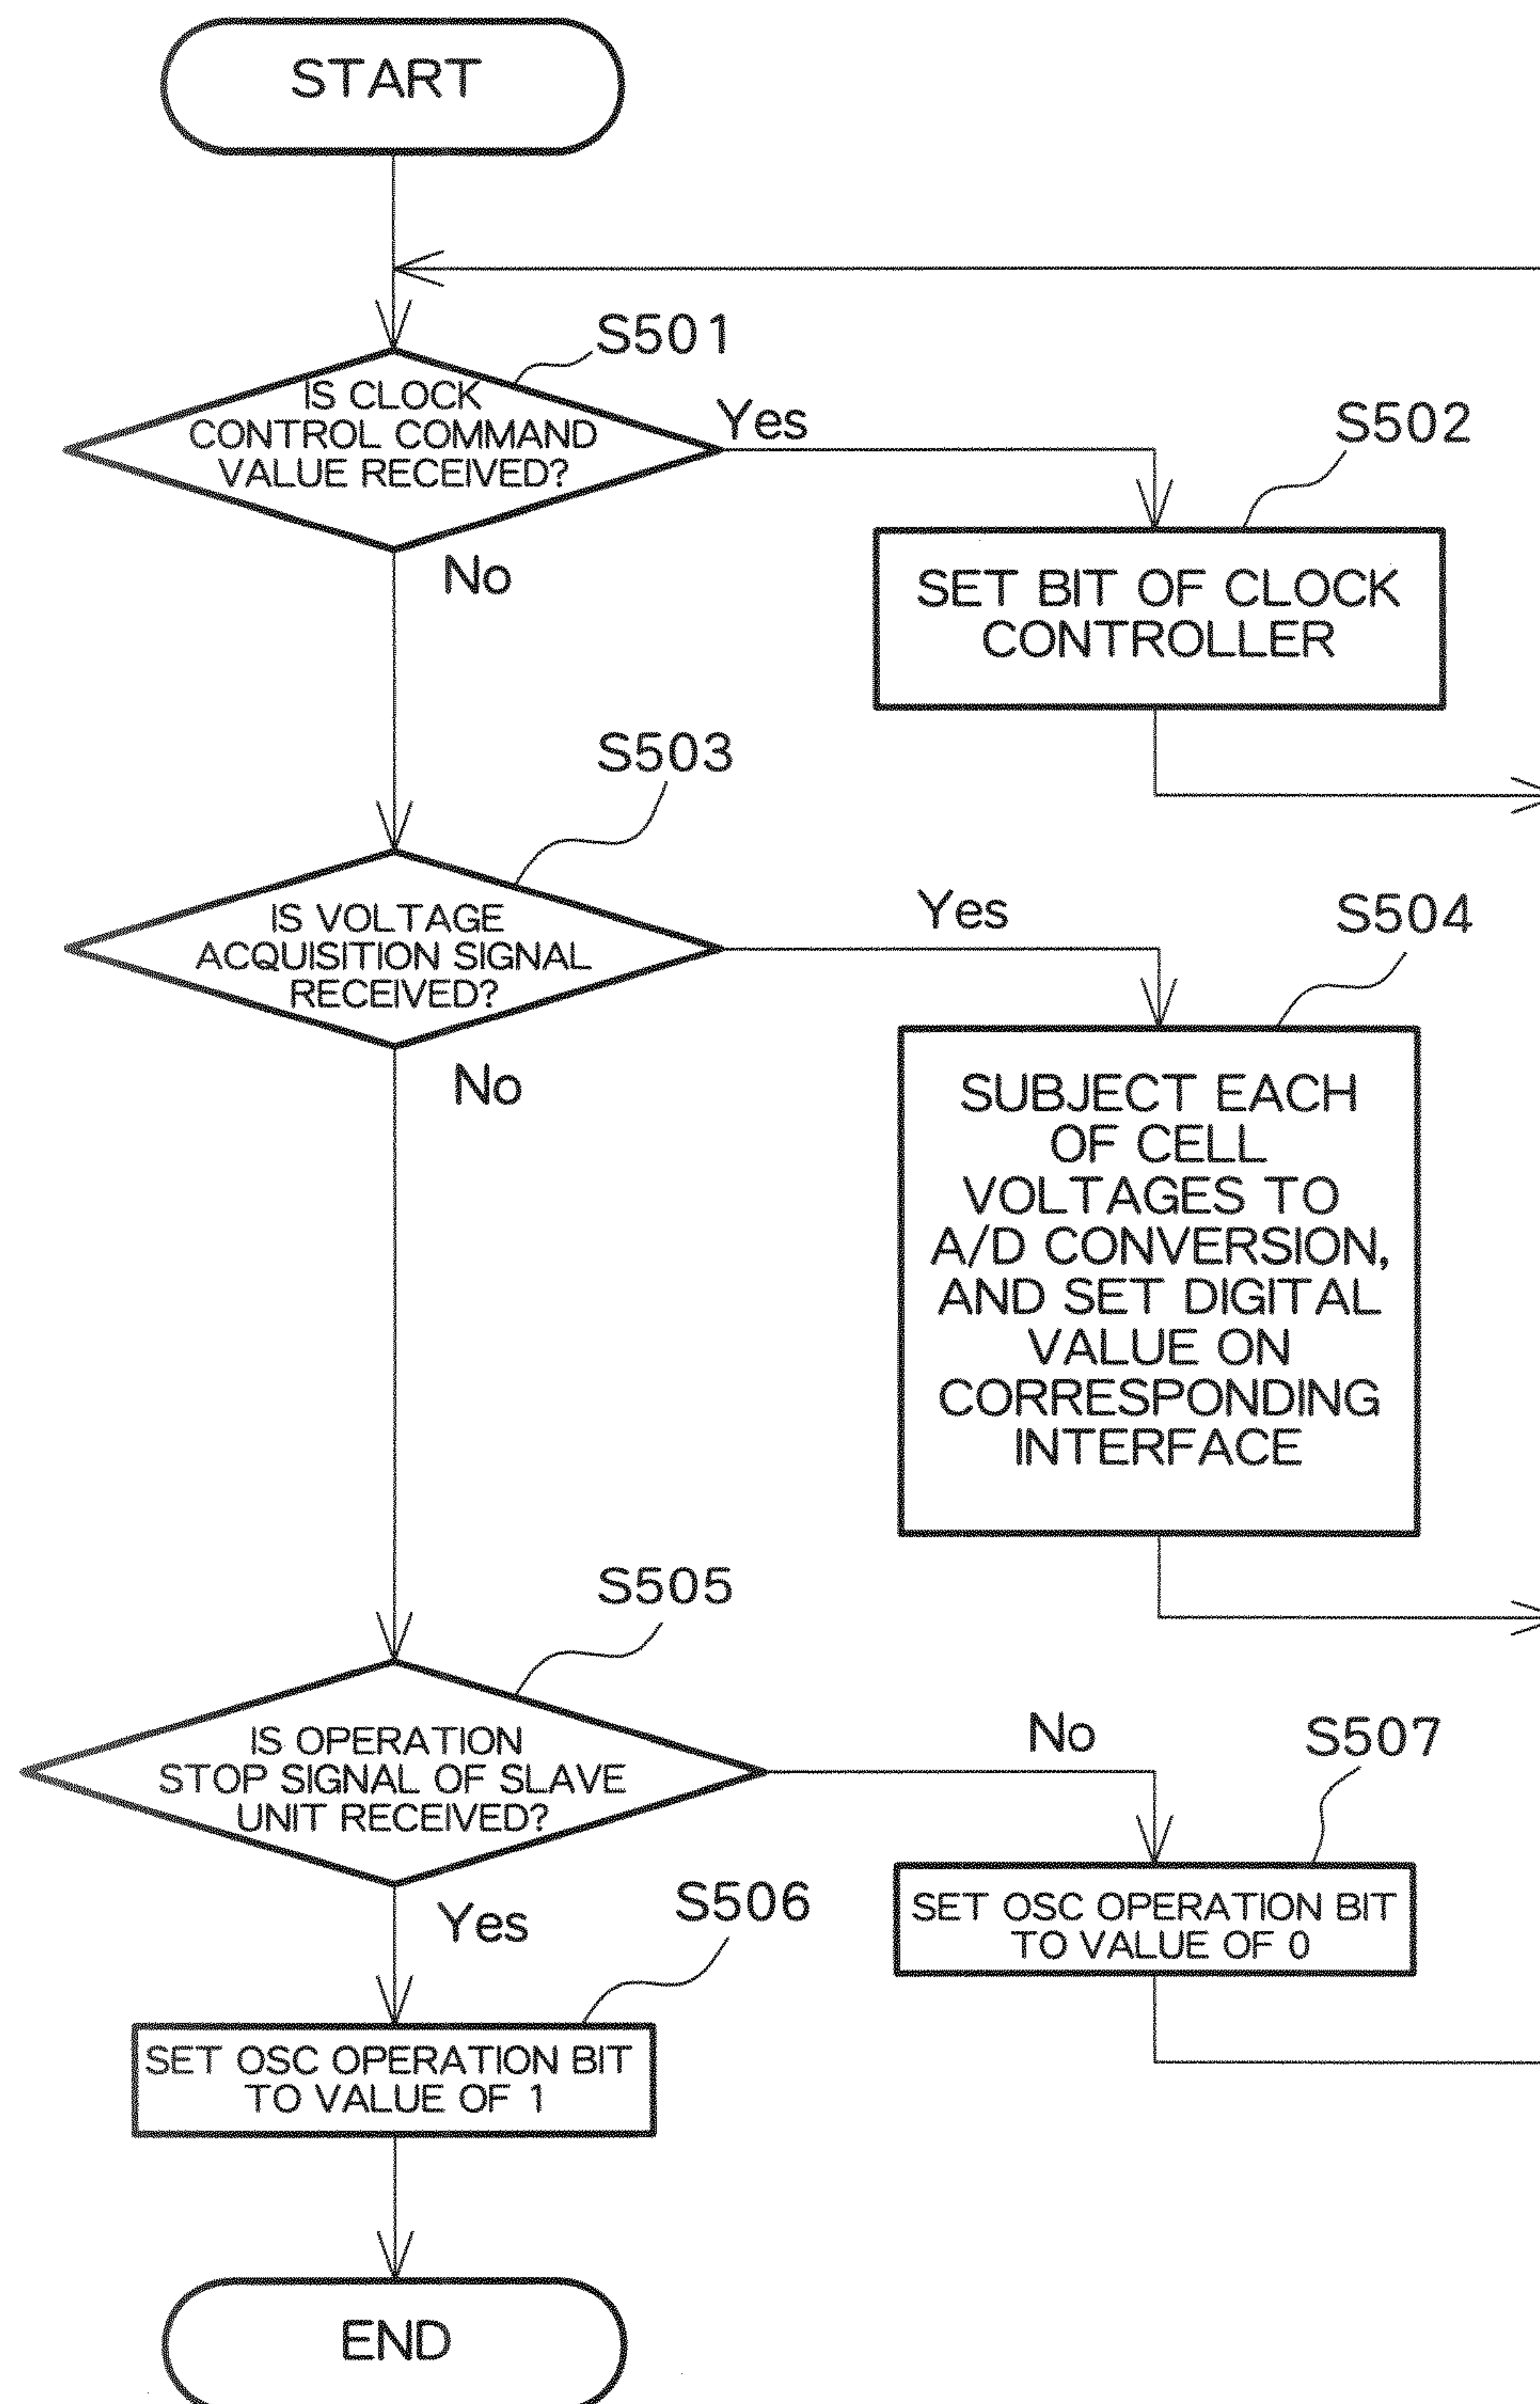 START
S501
IS CLOCK
CONTROL COMMAND
VALUE RECEIVED?
Yes
No
S502
SET BIT OF CLOCK
CONTROLLER
S503
IS VOLTAGE
ACQUISITION SIGNAL
RECEIVED?
Yes
No
S504
SUBJECT EACH
OF CELL
VOLTAGES TO
A/D CONVERSION,
AND SET DIGITAL
VALUE ON
CORRESPONDING
INTERFACE
S505
IS OPERATION
STOP SIGNAL OF SLAVE
UNIT RECEIVED?
No
Yes
S507
SET OSC OPERATION BIT
TO VALUE OF 0
S506
SET OSC OPERATION BIT
TO VALUE OF 1
END